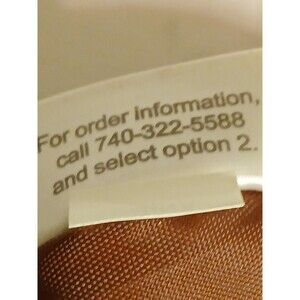 For order information,
call 740-322-5588
and select option 2.